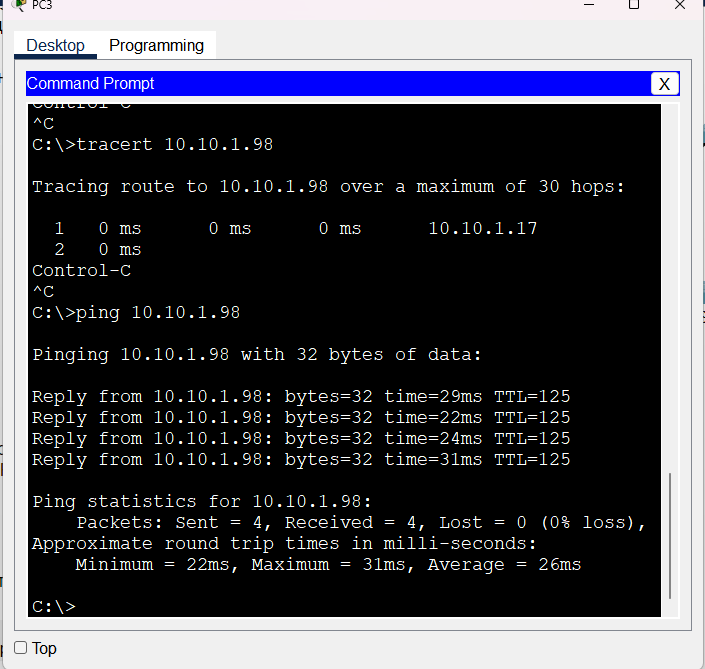 PC3
Desktop Programming
Command Prompt X
Control-C
^C
C:\>tracert 10.10.1.98
Tracing route to 10.10.1.98 over a maximum of 30 hops:
1 0 ms 0 ms 0 ms 10.10.1.17
2 0 ms
Control-C
^C
C:\>ping 10.10.1.98
Pinging 10.10.1.98 with 32 bytes of data:
Reply from 10.10.1.98: bytes=32 time=29ms TTL=125
Reply from 10.10.1.98: bytes=32 time=22ms TTL=125
Reply from 10.10.1.98: bytes=32 time=24ms TTL=125
Reply from 10.10.1.98: bytes=32 time=31ms TTL=125
Ping statistics for 10.10.1.98:
Packets: Sent = 4, Received = 4, Lost = 0 (0% loss),
Approximate round trip times in milli-seconds:
Minimum = 22ms, Maximum = 31ms, Average = 26ms
C:\>
Top